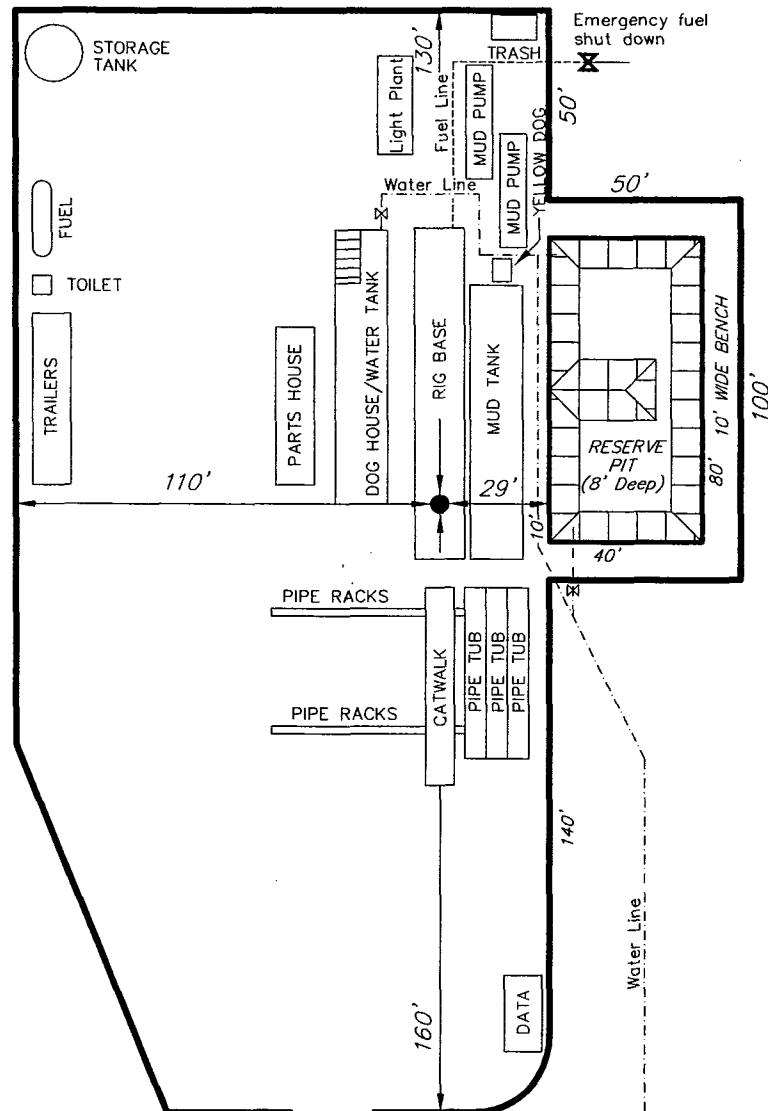 Emergency fuel
shut down
STORAGE
TANK
130'
TRASH
Light Plant
Fuel Line
MUD PUMP
50'
MUD PUMP
YELLOW DOG
Water Line
50'
FUEL
TOILET
TRAILERS
PARTS HOUSE
DOG HOUSE/WATER TANK
RIG BASE
MUD TANK
10' WIDE BENCH
100'
RESERVE
PIT
(8' Deep)
80'
110'
29'
10'
40'
PIPE RACKS
CATWALK
PIPE TUB
PIPE TUB
PIPE TUB
PIPE RACKS
140'
Water Line
DATA
160'